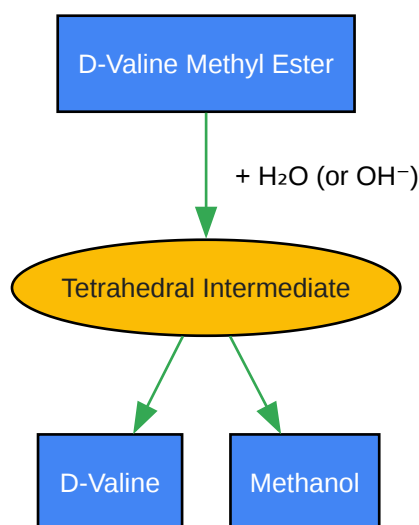 D-Valine Methyl Ester
+ H₂O (or OH⁻)
Tetrahedral Intermediate
D-Valine
Methanol